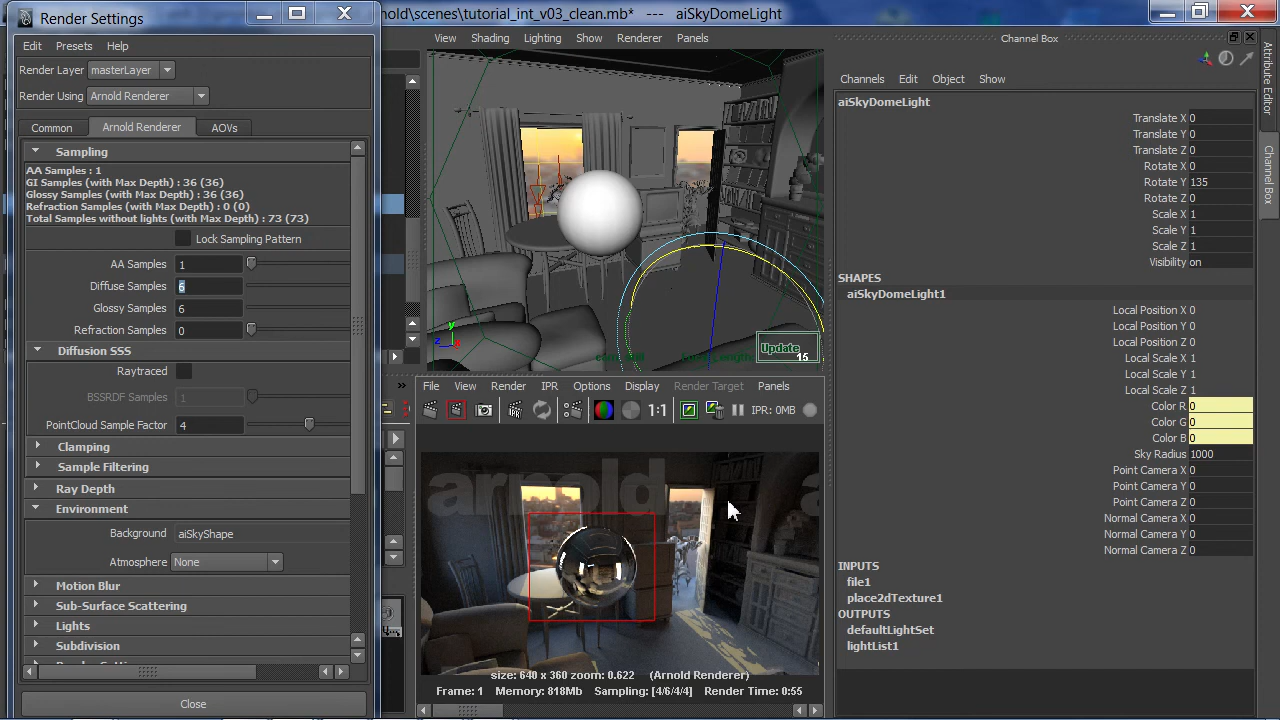 Render Settings
nold\scenes\tutorial_int_v03_clean.mb* --- aiSkyDomeLight
Edit Presets Help
Render Layer masterLayer
Render Using Arnold Renderer
Common Arnold Renderer AOVs
Sampling
AA Samples : 1
GI Samples (with Max Depth) : 36 (36)
Glossy Samples (with Max Depth) : 36 (36)
Refraction Samples (with Max Depth) : 0 (0)
Total Samples without lights (with Max Depth) : 73 (73)
Lock Sampling Pattern
AA Samples 1
Diffuse Samples 6
Glossy Samples 6
Refraction Samples 0
Diffusion SSS
Raytraced
BSSRDF Samples 1
PointCloud Sample Factor 4
Clamping
Sample Filtering
Ray Depth
Environment
Background aiSkyShape
Atmosphere None
Motion Blur
Sub-Surface Scattering
Lights
Subdivision
Close
View Shading Lighting Show Renderer Panels
y
z
Update
15
File View Render IPR Options Display Render Target Panels
1:1 IPR: 0MB
arnold
size: 640 x 360 zoom: 0.622 (Arnold Renderer)
Frame: 1 Memory: 818Mb Sampling: [4/6/4/4] Render Time: 0:55
Channel Box
Channels Edit Object Show
aiSkyDomeLight
Translate X 0
Translate Y 0
Translate Z 0
Rotate X 0
Rotate Y 135
Rotate Z 0
Scale X 1
Scale Y 1
Scale Z 1
Visibility on
SHAPES
aiSkyDomeLight1
Local Position X 0
Local Position Y 0
Local Position Z 0
Local Scale X 1
Local Scale Y 1
Local Scale Z 1
Color R 0
Color G 0
Color B 0
Sky Radius 1000
Point Camera X 0
Point Camera Y 0
Point Camera Z 0
Normal Camera X 0
Normal Camera Y 0
Normal Camera Z 0
INPUTS
file1
place2dTexture1
OUTPUTS
defaultLightSet
lightList1
Attribute Editor
Channel Box